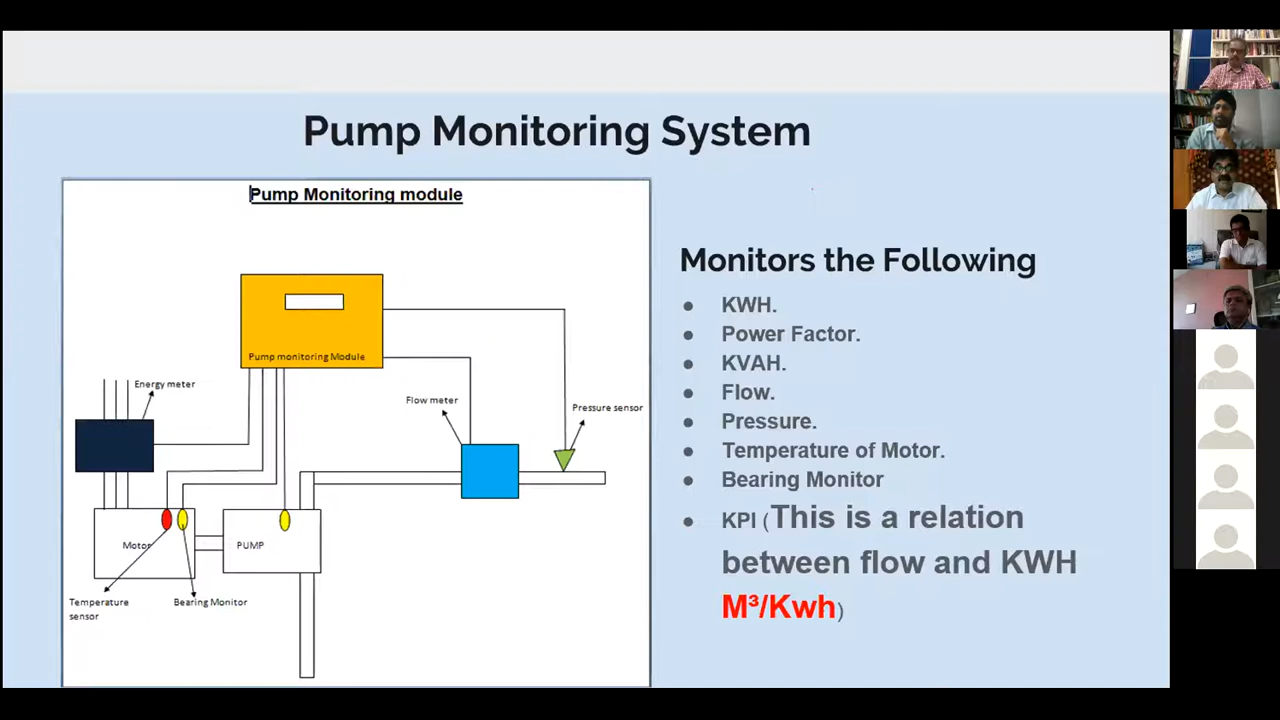 Pump Monitoring System
Pump Monitoring module
Pump monitoring Module
Energy meter
Flow meter
Pressure sensor
Motor
PUMP
Temperature
sensor
Bearing Monitor
Monitors the Following
● KWH.
● Power Factor.
● KVAH.
● Flow.
● Pressure.
● Temperature of Motor.
● Bearing Monitor
● KPI (This is a relation
between flow and KWH
M³/Kwh)